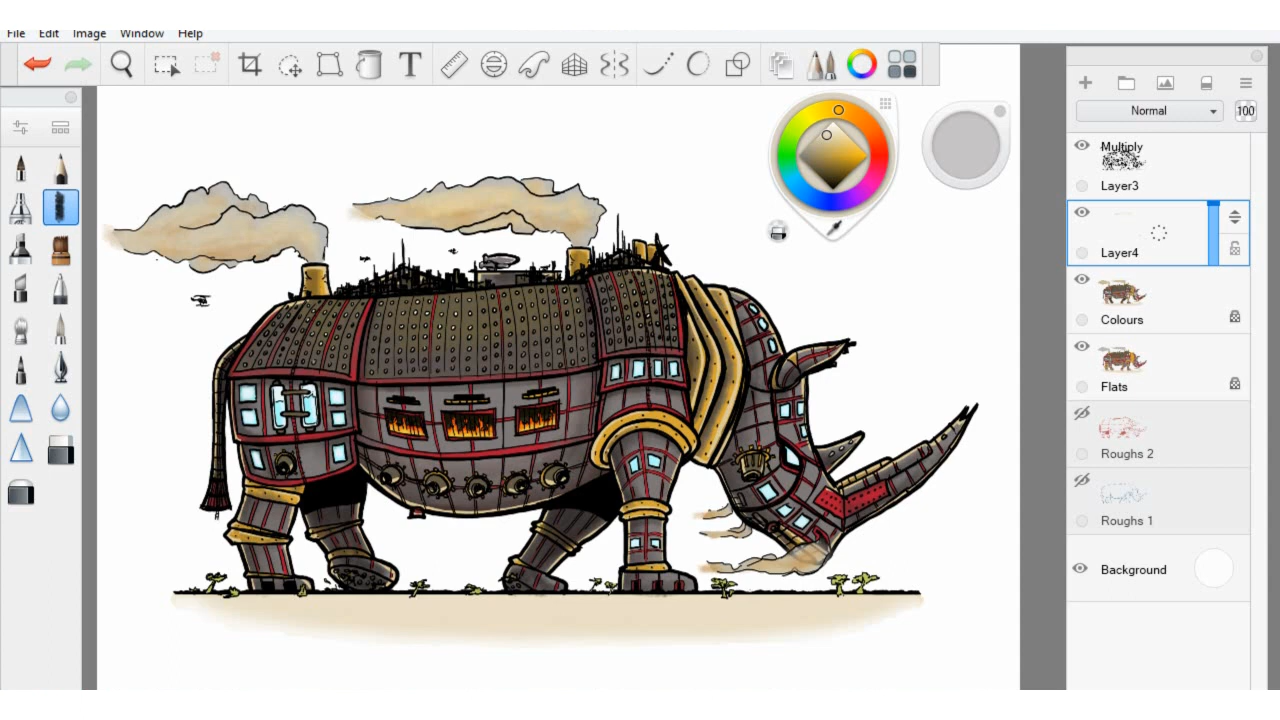 File Edit Image Window Help
T
Normal 100
Multiply
Layer3
Layer4
Colours
Flats
Roughs 2
Roughs 1
Background